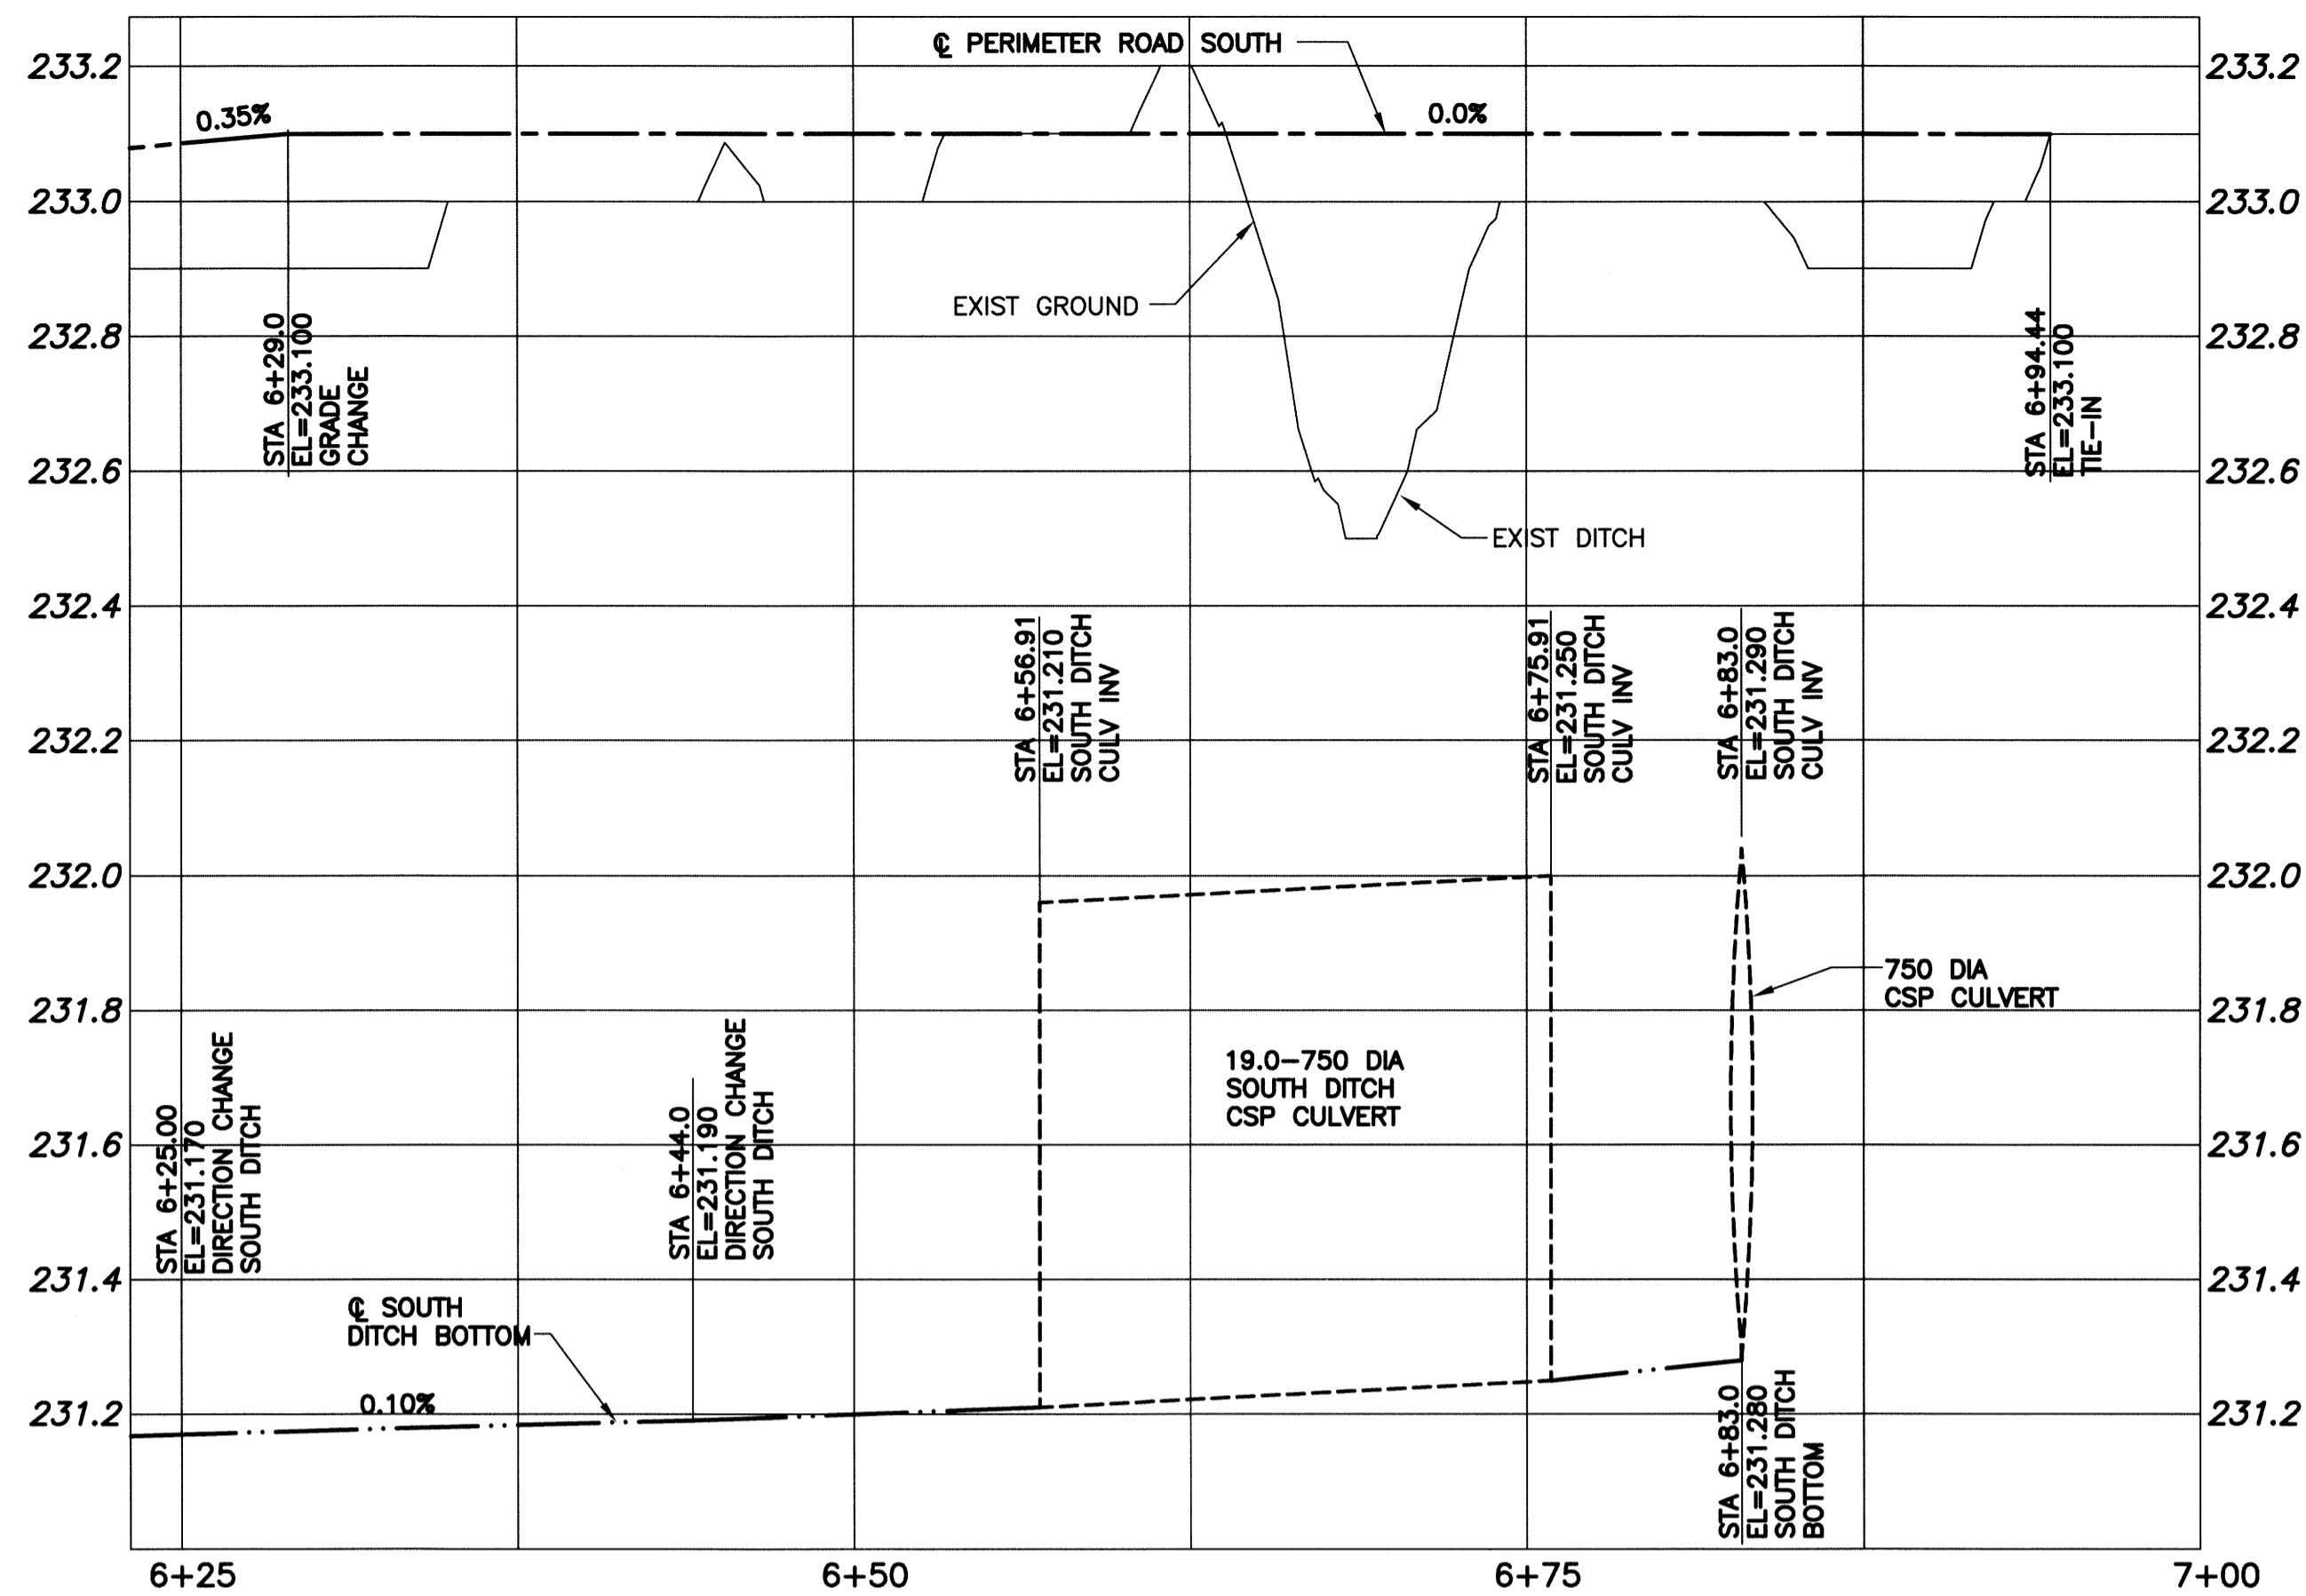 ℄ PERIMETER ROAD SOUTH
233.2
233.2
0.35%
0.0%
233.0
233.0
EXIST GROUND
STA 6+29.0
EL=233.100
GRADE
CHANGE
STA 6+94.44
EL=233.100
TIE-IN
232.8
232.8
232.6
232.6
EXIST DITCH
232.4
232.4
STA 6+56.91
EL=231.210
SOUTH DITCH
CULV INV
STA 6+75.91
EL=231.250
SOUTH DITCH
CULV INV
STA 6+83.0
EL=231.290
SOUTH DITCH
CULV INV
232.2
232.2
232.0
232.0
750 DIA
CSP CULVERT
231.8
231.8
19.0-750 DIA
SOUTH DITCH
CSP CULVERT
STA 6+25.00
EL=231.170
DIRECTION CHANGE
SOUTH DITCH
STA 6+44.0
EL=231.190
DIRECTION CHANGE
SOUTH DITCH
231.6
231.6
231.4
231.4
℄ SOUTH
DITCH BOTTOM
0.10%
231.2
231.2
STA 6+83.0
EL=231.280
SOUTH DITCH
BOTTOM
6+25
6+50
6+75
7+00